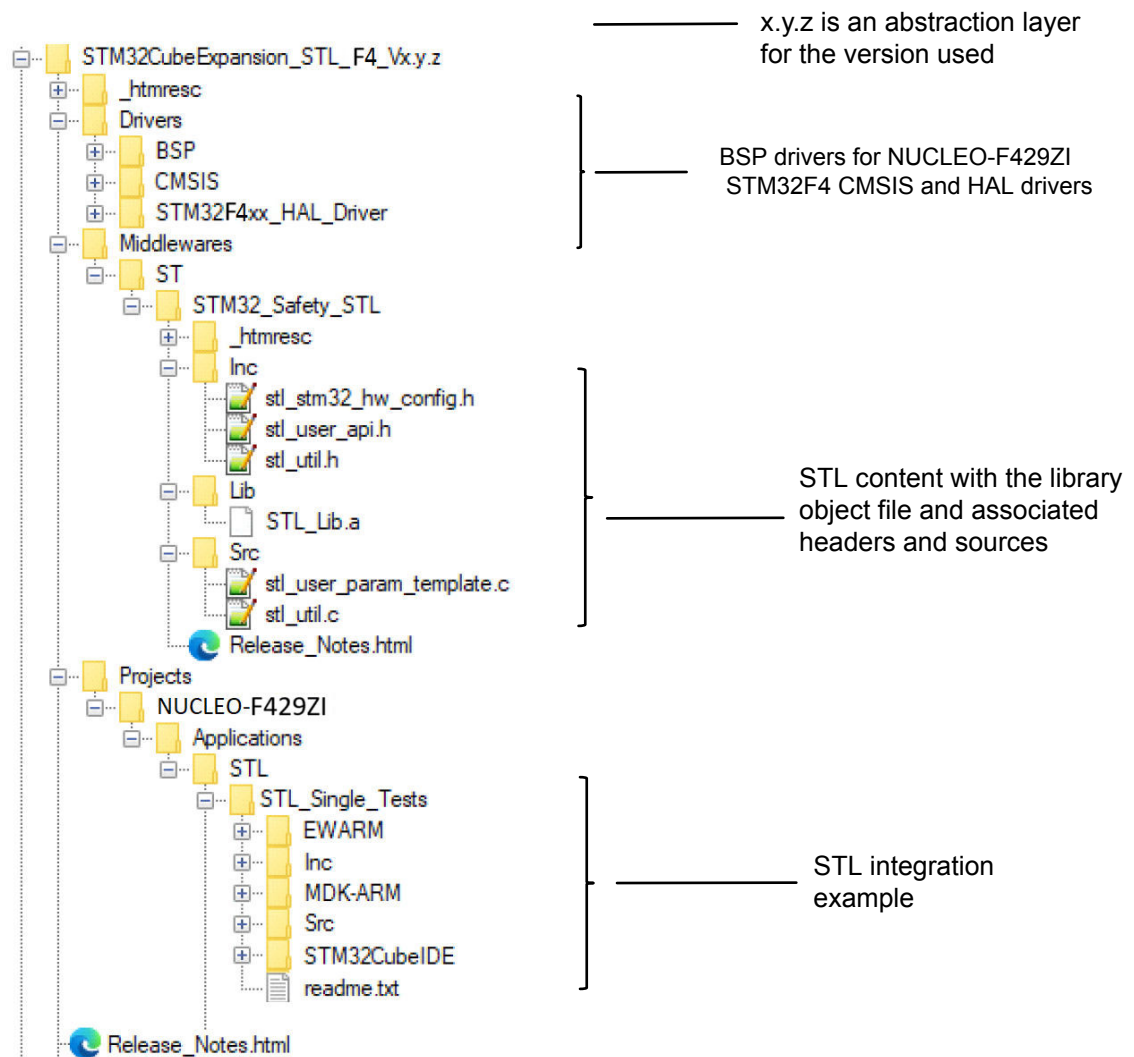 x.y.z is an abstraction layer
for the version used
STM32CubeExpansion_STL_F4_Vx.y.z
_htmresc
Drivers
BSP
CMSIS
STM32F4xx_HAL_Driver
BSP drivers for NUCLEO-F429ZI
STM32F4 CMSIS and HAL drivers
Middlewares
ST
STM32_Safety_STL
_htmresc
Inc
stl_stm32_hw_config.h
stl_user_api.h
stl_util.h
Lib
STL_Lib.a
Src
stl_user_param_template.c
stl_util.c
Release_Notes.html
STL content with the library
object file and associated
headers and sources
Projects
NUCLEO-F429ZI
Applications
STL
STL_Single_Tests
EWARM
Inc
MDK-ARM
Src
STM32CubeIDE
readme.txt
STL integration
example
Release_Notes.html